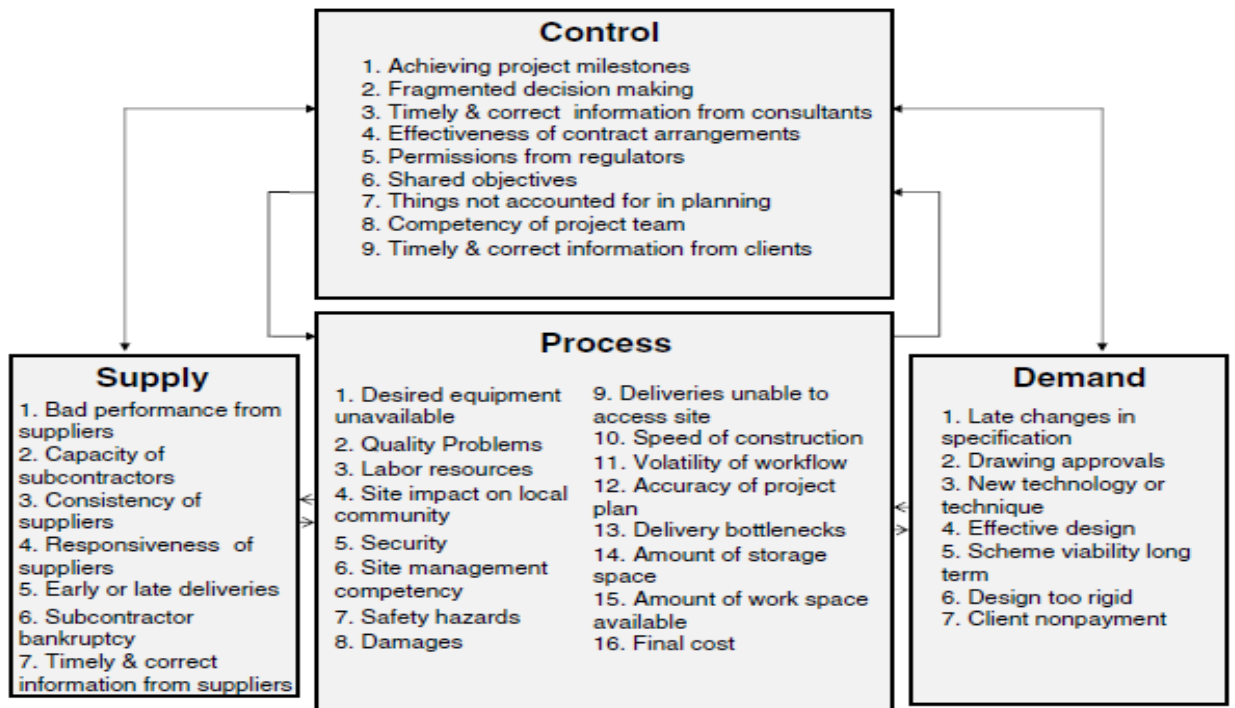 Control
1. Achieving project milestones
2. Fragmented decision making
3. Timely & correct information from consultants
4. Effectiveness of contract arrangements
5. Permissions from regulators
6. Shared objectives
7. Things not accounted for in planning
8. Competency of project team
9. Timely & correct information from clients
Supply
1. Bad performance from
suppliers
2. Capacity of
subcontractors
3. Consistency of
suppliers
4. Responsiveness of
suppliers
5. Early or late deliveries
6. Subcontractor
bankruptcy
7. Timely & correct
information from suppliers
Process
1. Desired equipment
unavailable
2. Quality Problems
3. Labor resources
4. Site impact on local
community
5. Security
6. Site management
competency
7. Safety hazards
8. Damages
9. Deliveries unable to
access site
10. Speed of construction
11. Volatility of workflow
12. Accuracy of project
plan
13. Delivery bottlenecks
14. Amount of storage
space
15. Amount of work space
available
16. Final cost
Demand
1. Late changes in
specification
2. Drawing approvals
3. New technology or
technique
4. Effective design
5. Scheme viability long
term
6. Design too rigid
7. Client nonpayment